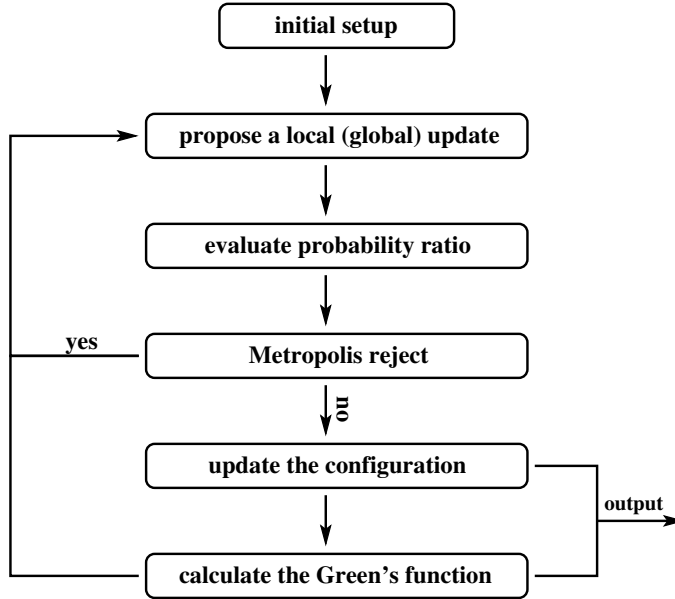 initial setup
propose a local (global) update
evaluate probability ratio
yes
Metropolis reject
no
update the configuration
output
calculate the Green's function